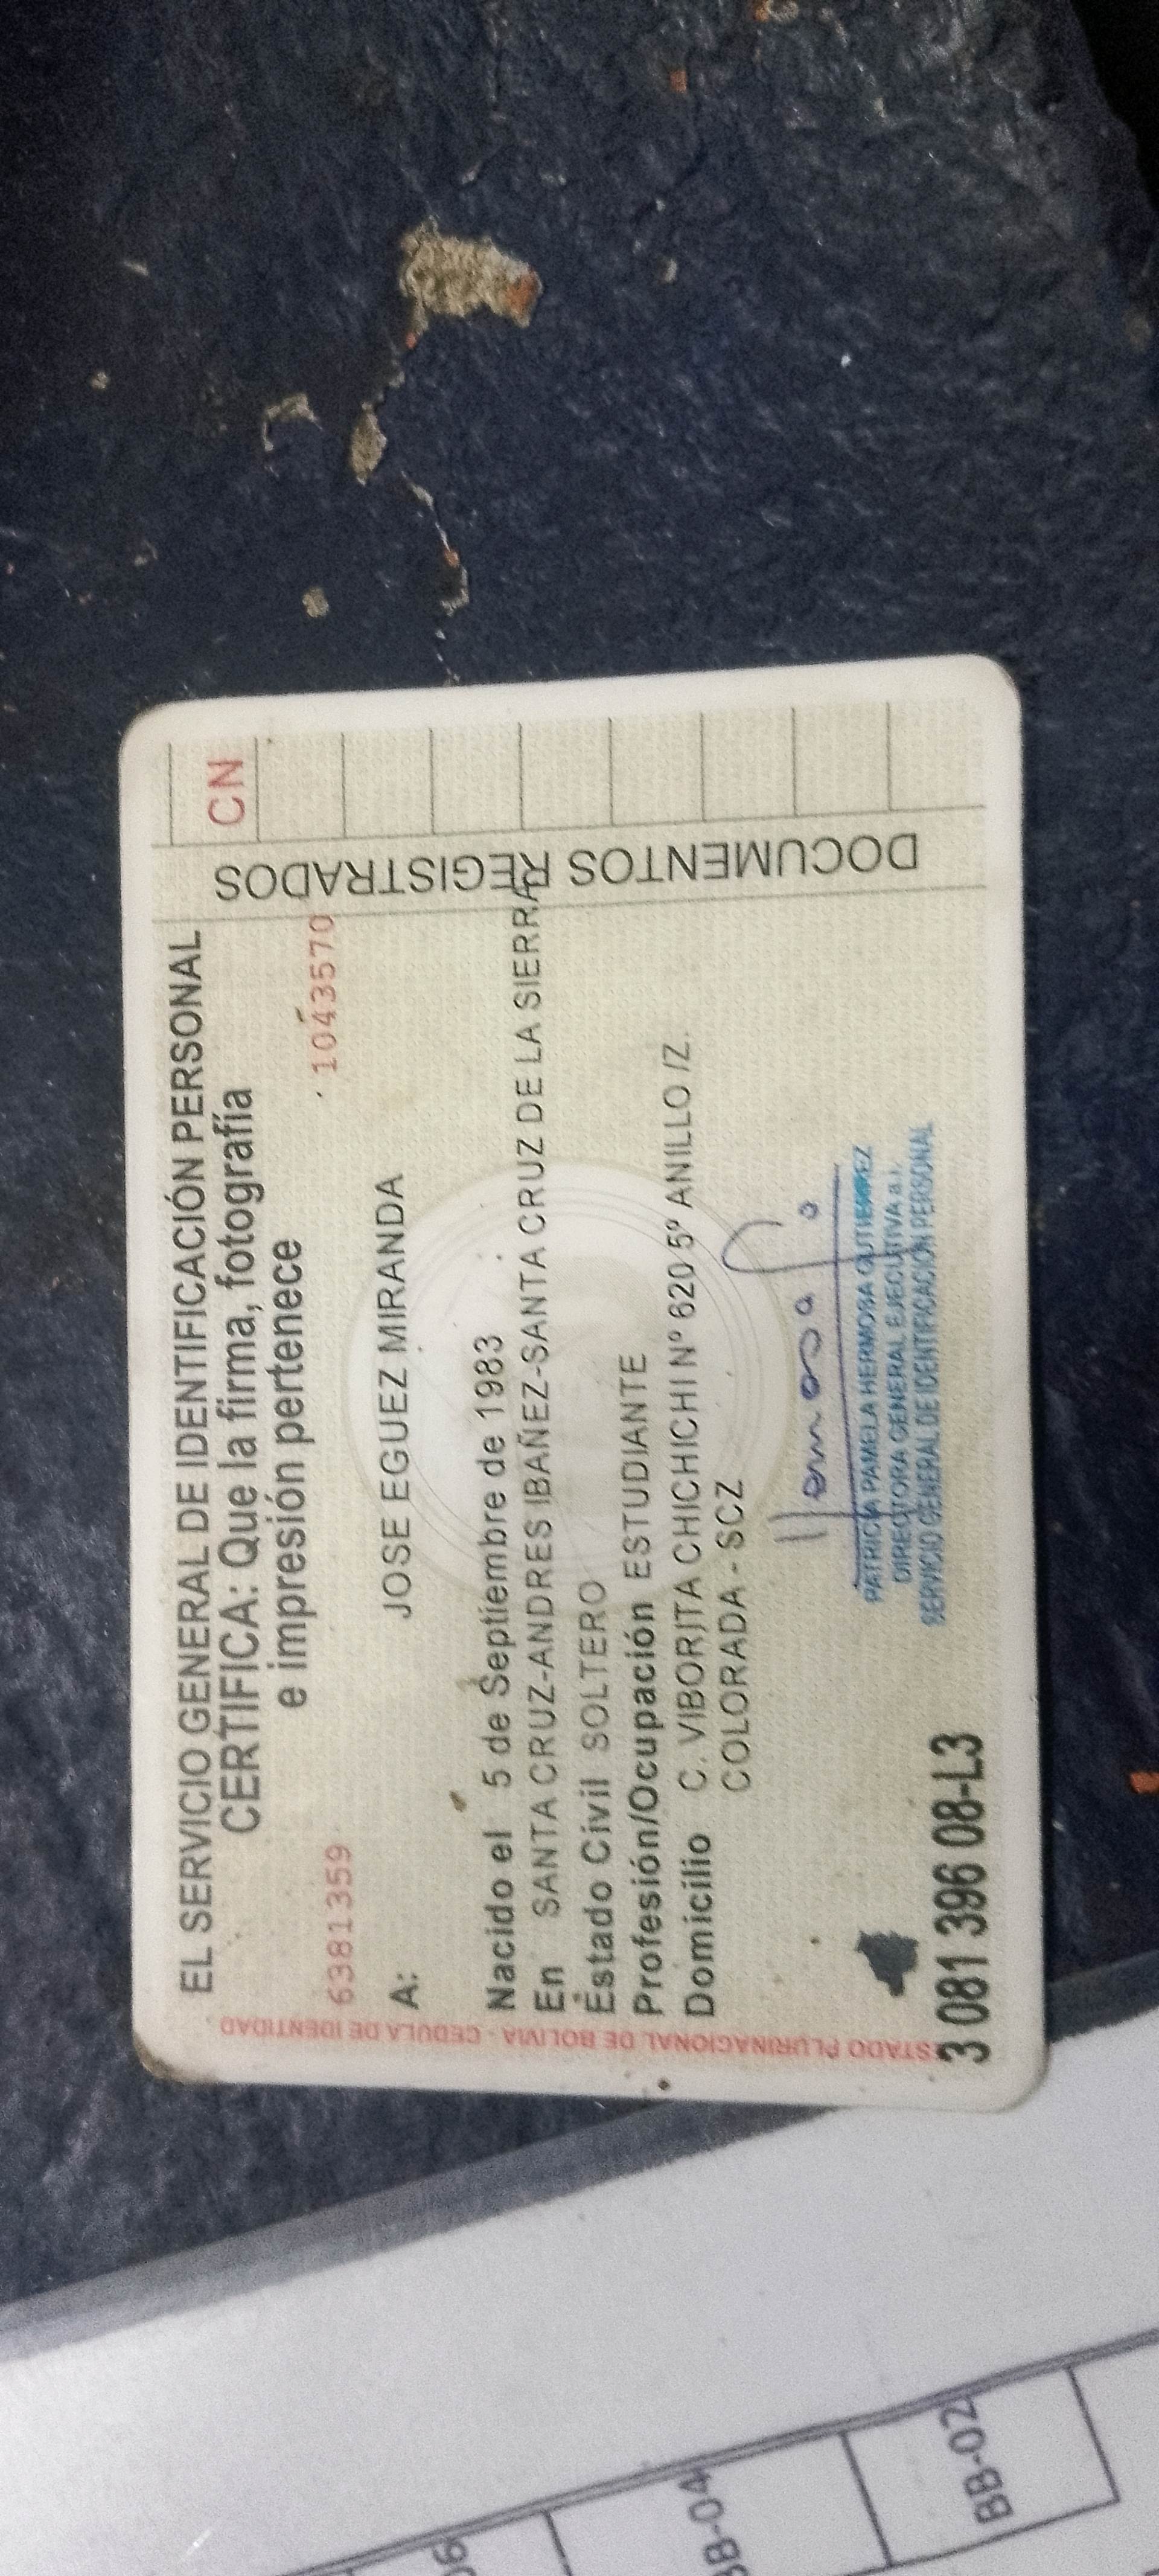 EL SERVICIO GENERAL DE IDENTIFICACIÓN PERSONAL
CERTIFICA: Que la firma, fotografía
e impresión pertenece
6381359
1043570
A:
JOSE EGUEZ MIRANDA
Nacido el 5 de Septiembre de 1983
En SANTA CRUZ-ANDRES IBAÑEZ-SANTA CRUZ DE LA SIERRA
Estado Civil SOLTERO
Profesión/Ocupación ESTUDIANTE
Domicilio C. VIBORITA CHICHICHI Nº 620 5º ANILLO /Z.
COLORADA - SCZ
Hermosa G.
PATRICIA PAMELA HERMOSA GUTIERREZ
DIRECTORA GENERAL EJECUTIVA a.i.
SERVICIO GENERAL DE IDENTIFICACIÓN PERSONAL
3 081 396 08-L3
ESTADO PLURINACIONAL DE BOLIVIA - CEDULA DE IDENTIDAD
DOCUMENTOS REGISTRADOS
CN
BB-04
BB-02